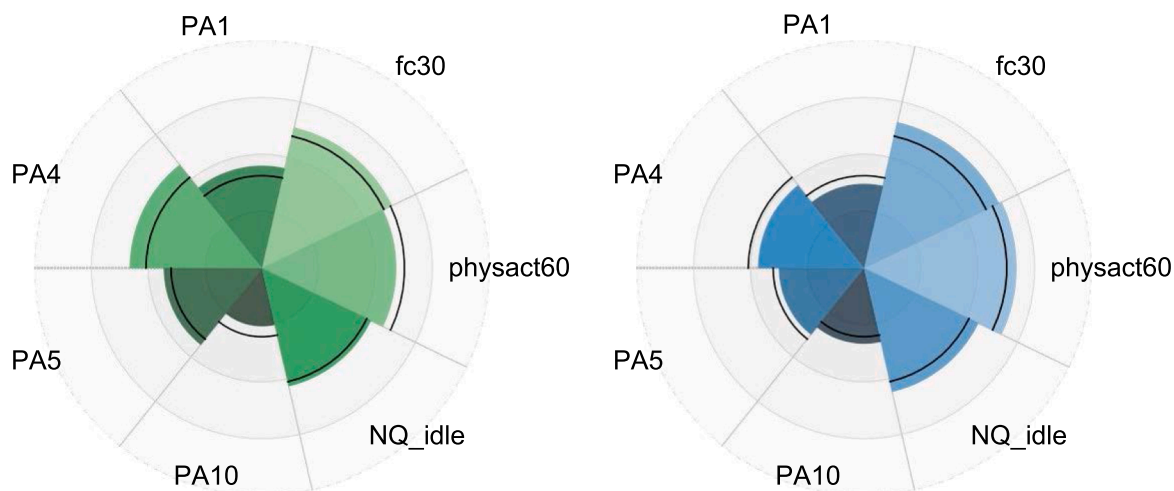 PA1
fc30
PA4
physact60
PA5
NQ_idle
PA10
PA1
fc30
PA4
physact60
PA5
NQ_idle
PA10